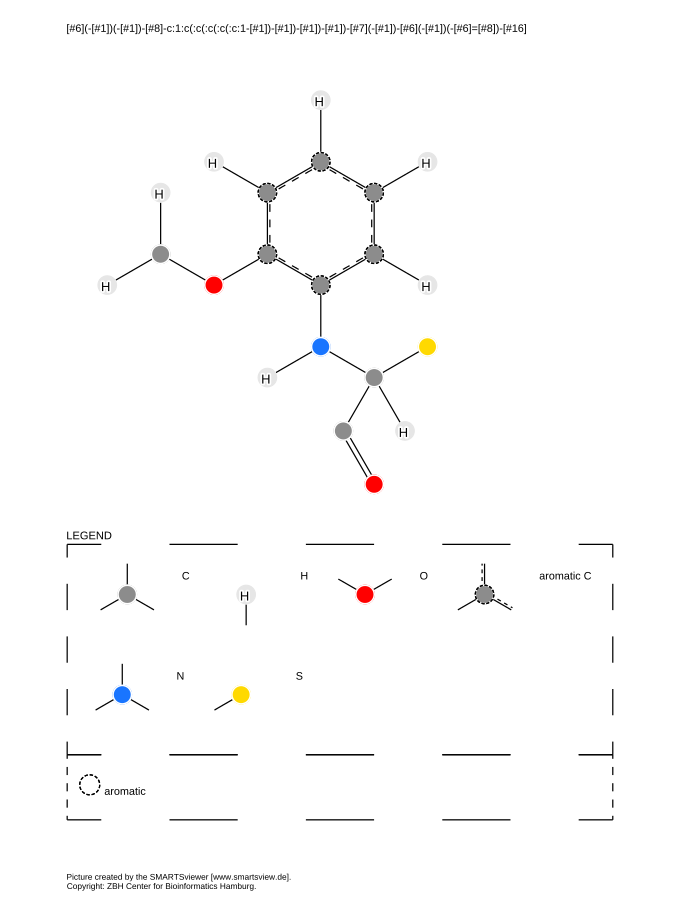 [#6](-[#1])(-[#1])-[#8]-c:1:c(:c(:c(:c(:c:1-[#1])-[#1])-[#1])-[#1])-[#7](-[#1])-[#6](-[#1])(-[#6]=[#8])-[#16]
H
H
H
H
H
H
H
H
LEGEND
C
H
H
O
aromatic C
N
S
aromatic
Picture created by the SMARTSviewer [www.smartsview.de].
Copyright: ZBH Center for Bioinformatics Hamburg.